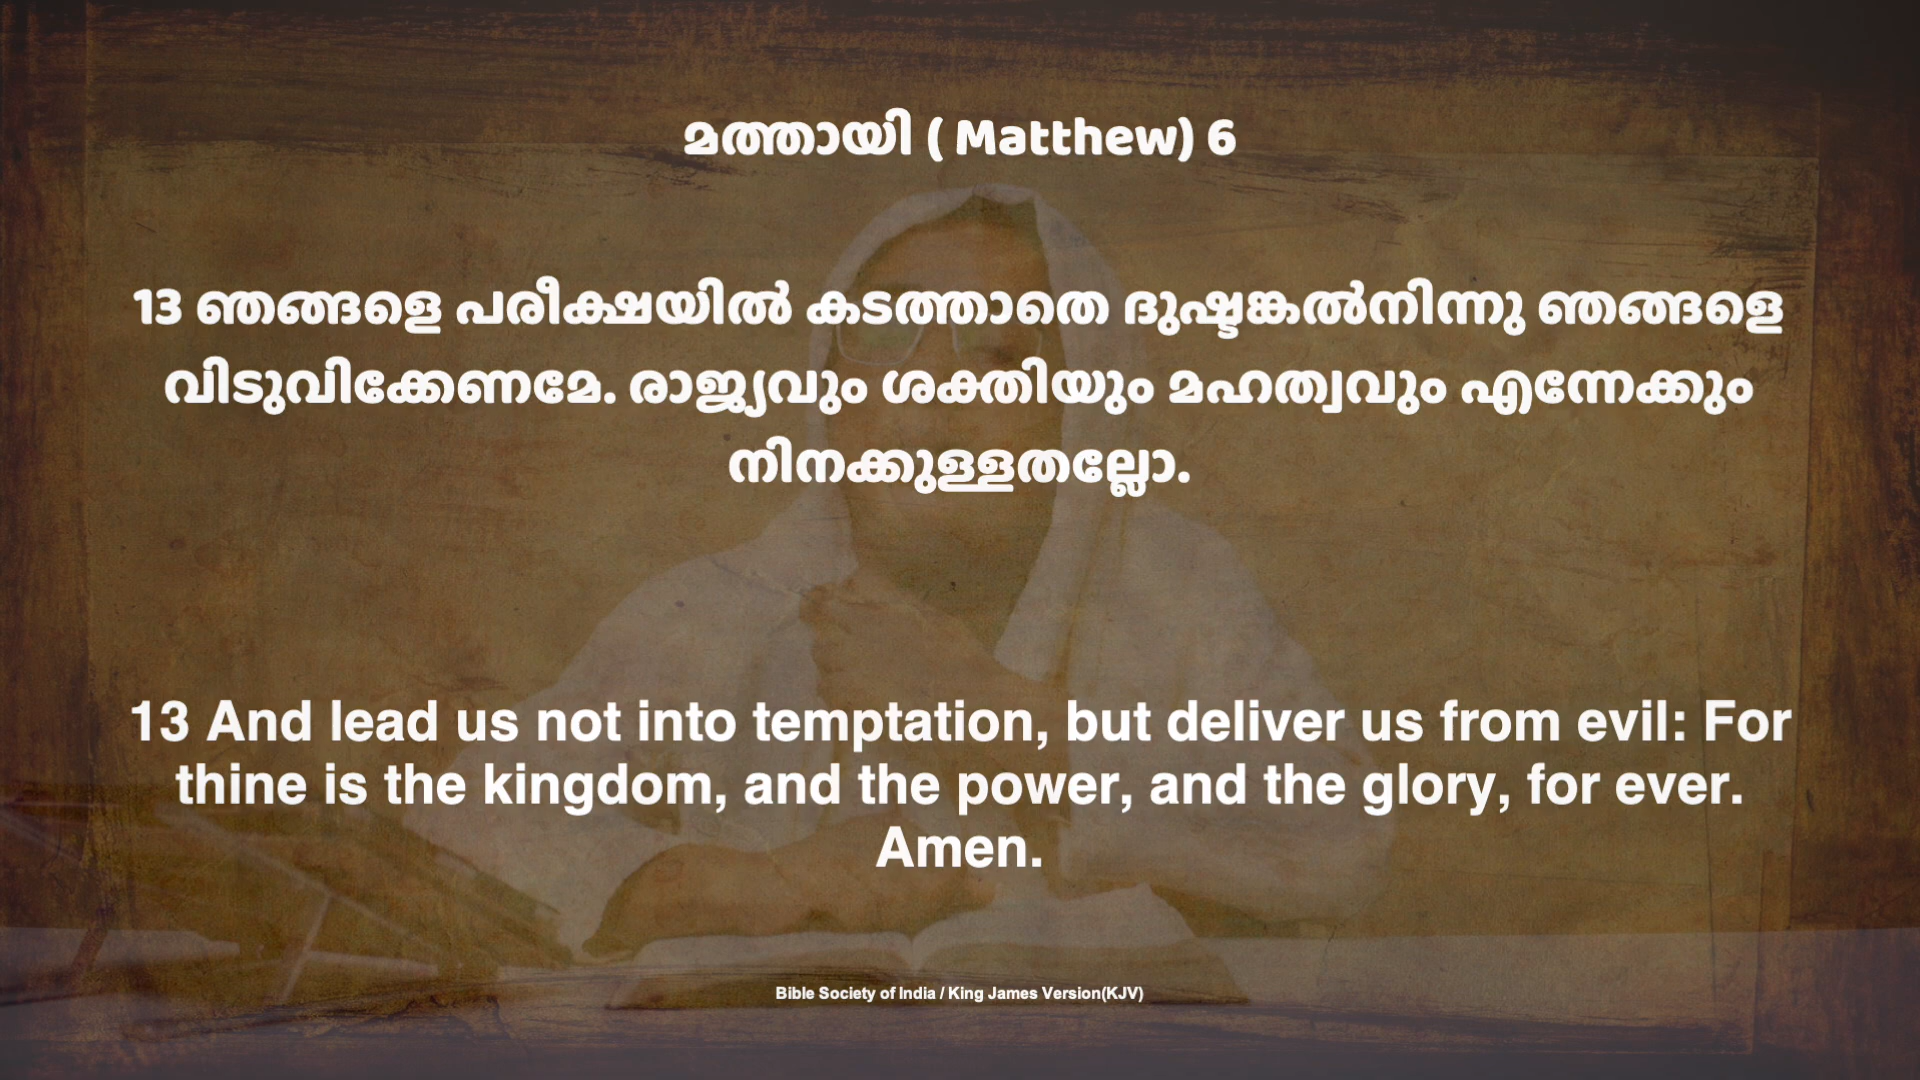 മത്തായി ( Matthew) 6
13 ഞങ്ങളെ പരീക്ഷയിൽ കടത്താതെ ദുഷ്ടങ്കൽനിന്നു ഞങ്ങളെ
വിടുവിക്കേണമേ. രാജ്യവും ശക്തിയും മഹത്വവും എന്നേക്കും
നിനക്കുള്ളതല്ലോ.
13 And lead us not into temptation, but deliver us from evil: For
thine is the kingdom, and the power, and the glory, for ever.
Amen.
Bible Society of India / King James Version(KJV)